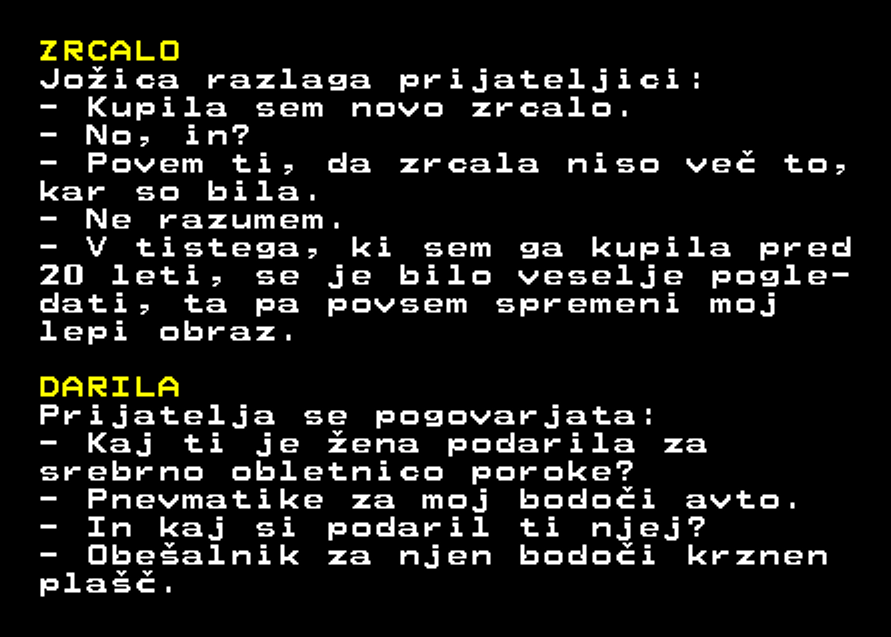 ZRCALO
Jožica razlaga prijateljici:
- Kupila sem novo zrcalo.
- No, in?
- Povem ti, da zrcala niso več to,
kar so bila.
- Ne razumem.
- V tistega, ki sem ga kupila pred
20 leti, se je bilo veselje pogle-
dati, ta pa povsem spremeni moj
lepi obraz.
DARILA
Prijatelja se pogovarjata:
- Kaj ti je žena podarila za
srebrno obletnico poroke?
- Pnevmatike za moj bodoči avto.
- In kaj si podaril ti njej?
- Obešalnik za njen bodoči krznen
plašč.